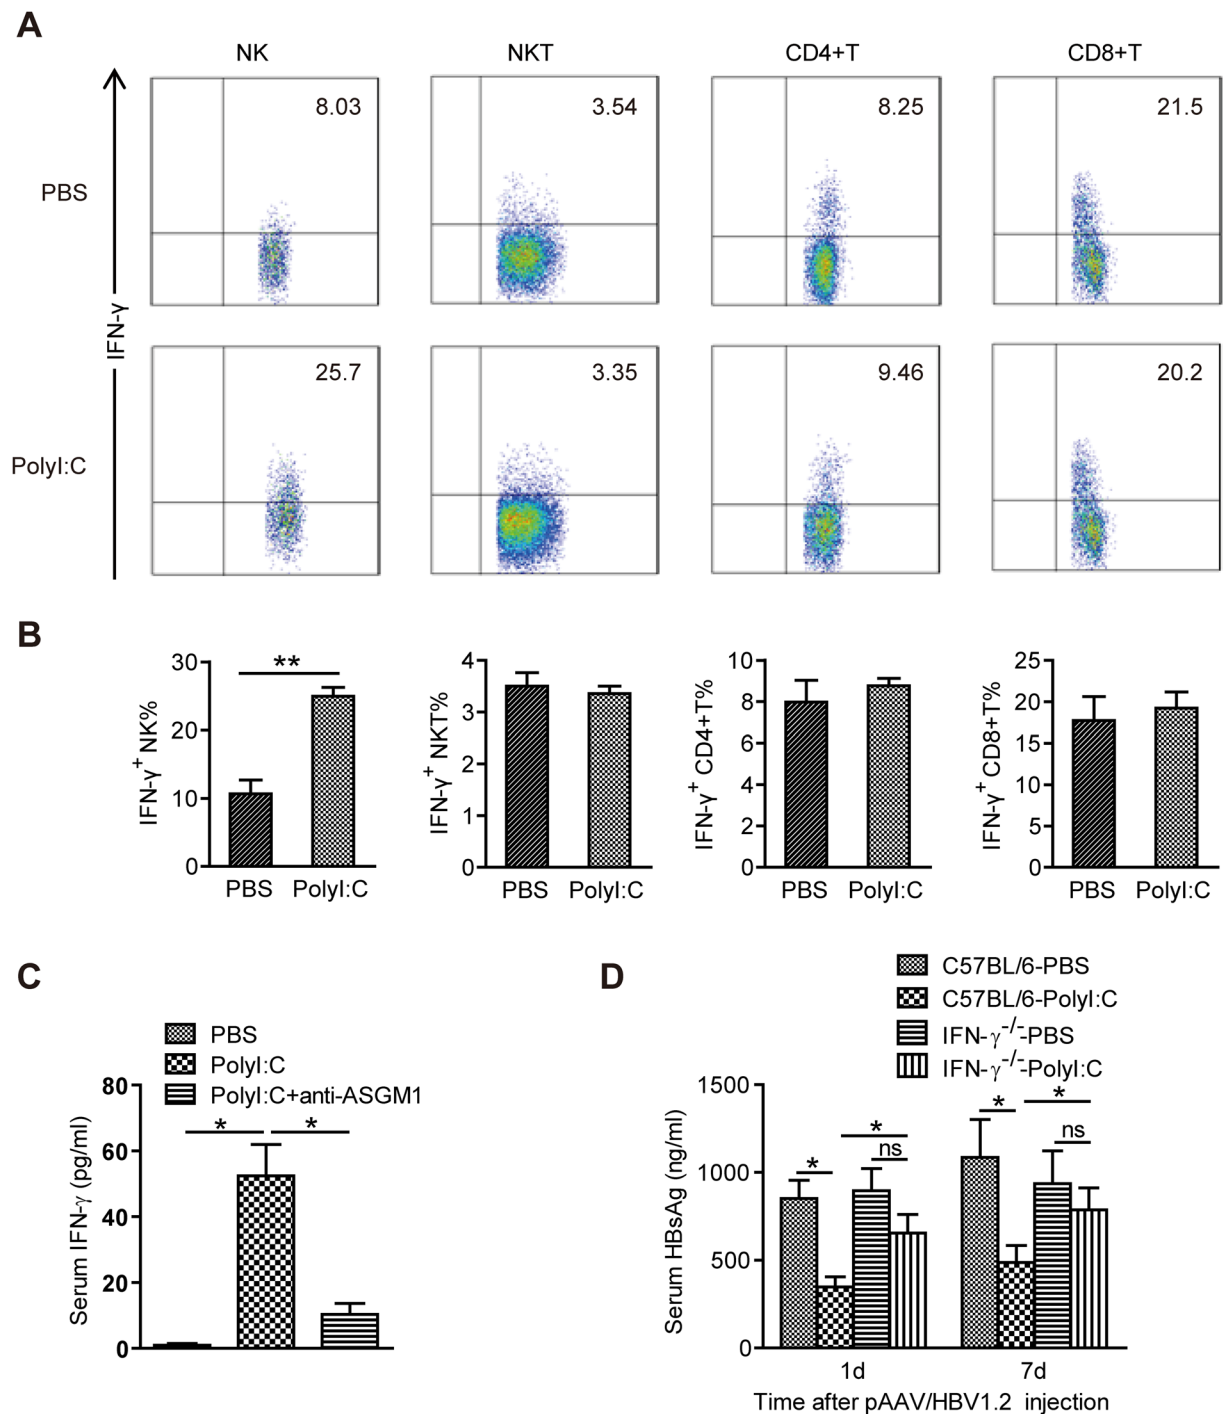 A
NK NKT CD4+T CD8+T
8.03 3.54 8.25 21.5
PBS
IFN-γ
25.7 3.35 9.46 20.2
PolyI:C
B
IFN-γ+ NK%
30
20
10
0
**
PBS PolyI:C
IFN-γ+ NKT%
4
3
2
1
0
PBS PolyI:C
IFN-γ+ CD4+T%
10
8
6
4
2
0
PBS PolyI:C
IFN-γ+ CD8+T%
25
20
15
10
5
0
PBS PolyI:C
C
PBS
PolyI:C
PolyI:C+anti-ASGM1
Serum IFN-γ (pg/ml)
80
60
40
20
0
* *
D
C57BL/6-PBS
C57BL/6-PolyI:C
IFN-γ-/--PBS
IFN-γ-/--PolyI:C
Serum HBsAg (ng/ml)
1500
1000
500
0
* * ns
* * ns
1d 7d
Time after pAAV/HBV1.2 injection